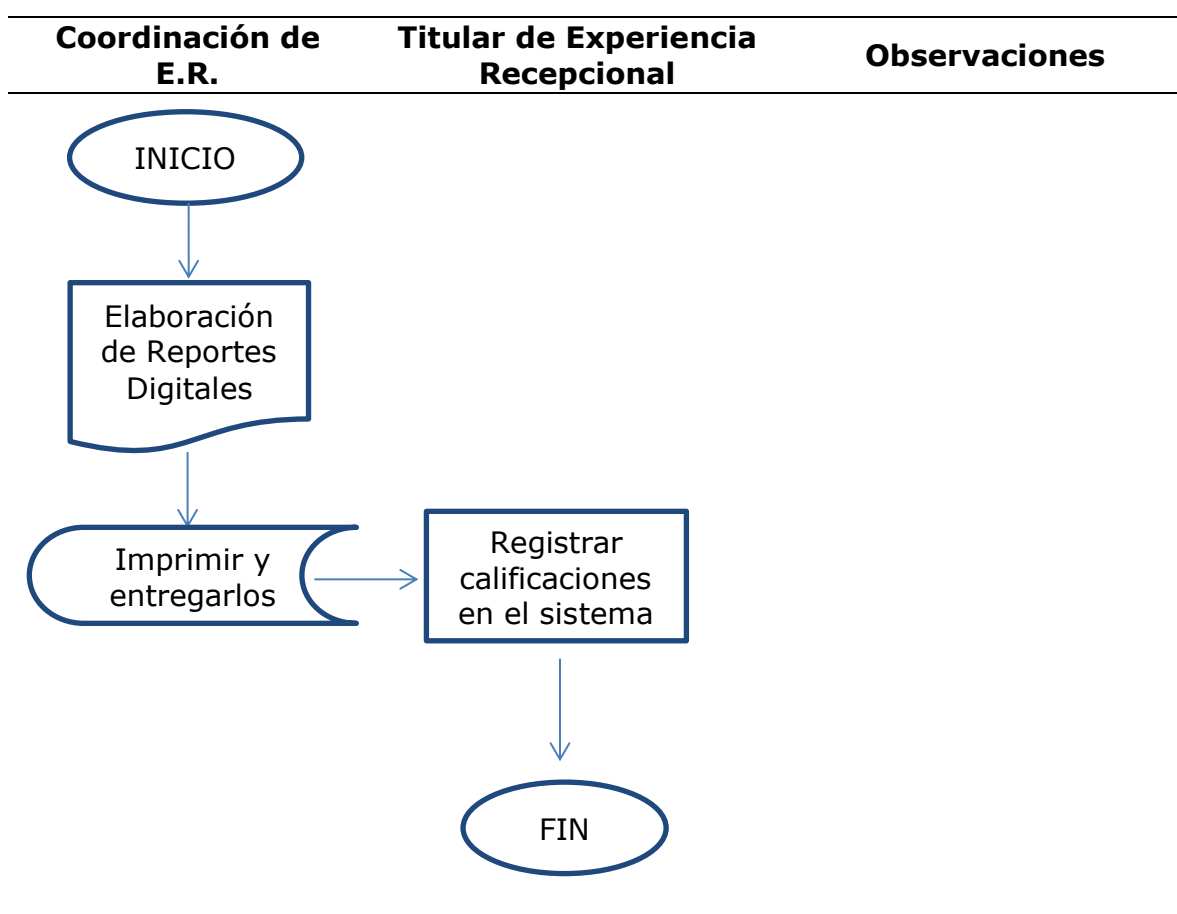 Coordinación de
E.R.
Titular de Experiencia
Recepcional
Observaciones
INICIO
Elaboración
de Reportes
Digitales
Imprimir y
entregarlos
Registrar
calificaciones
en el sistema
FIN